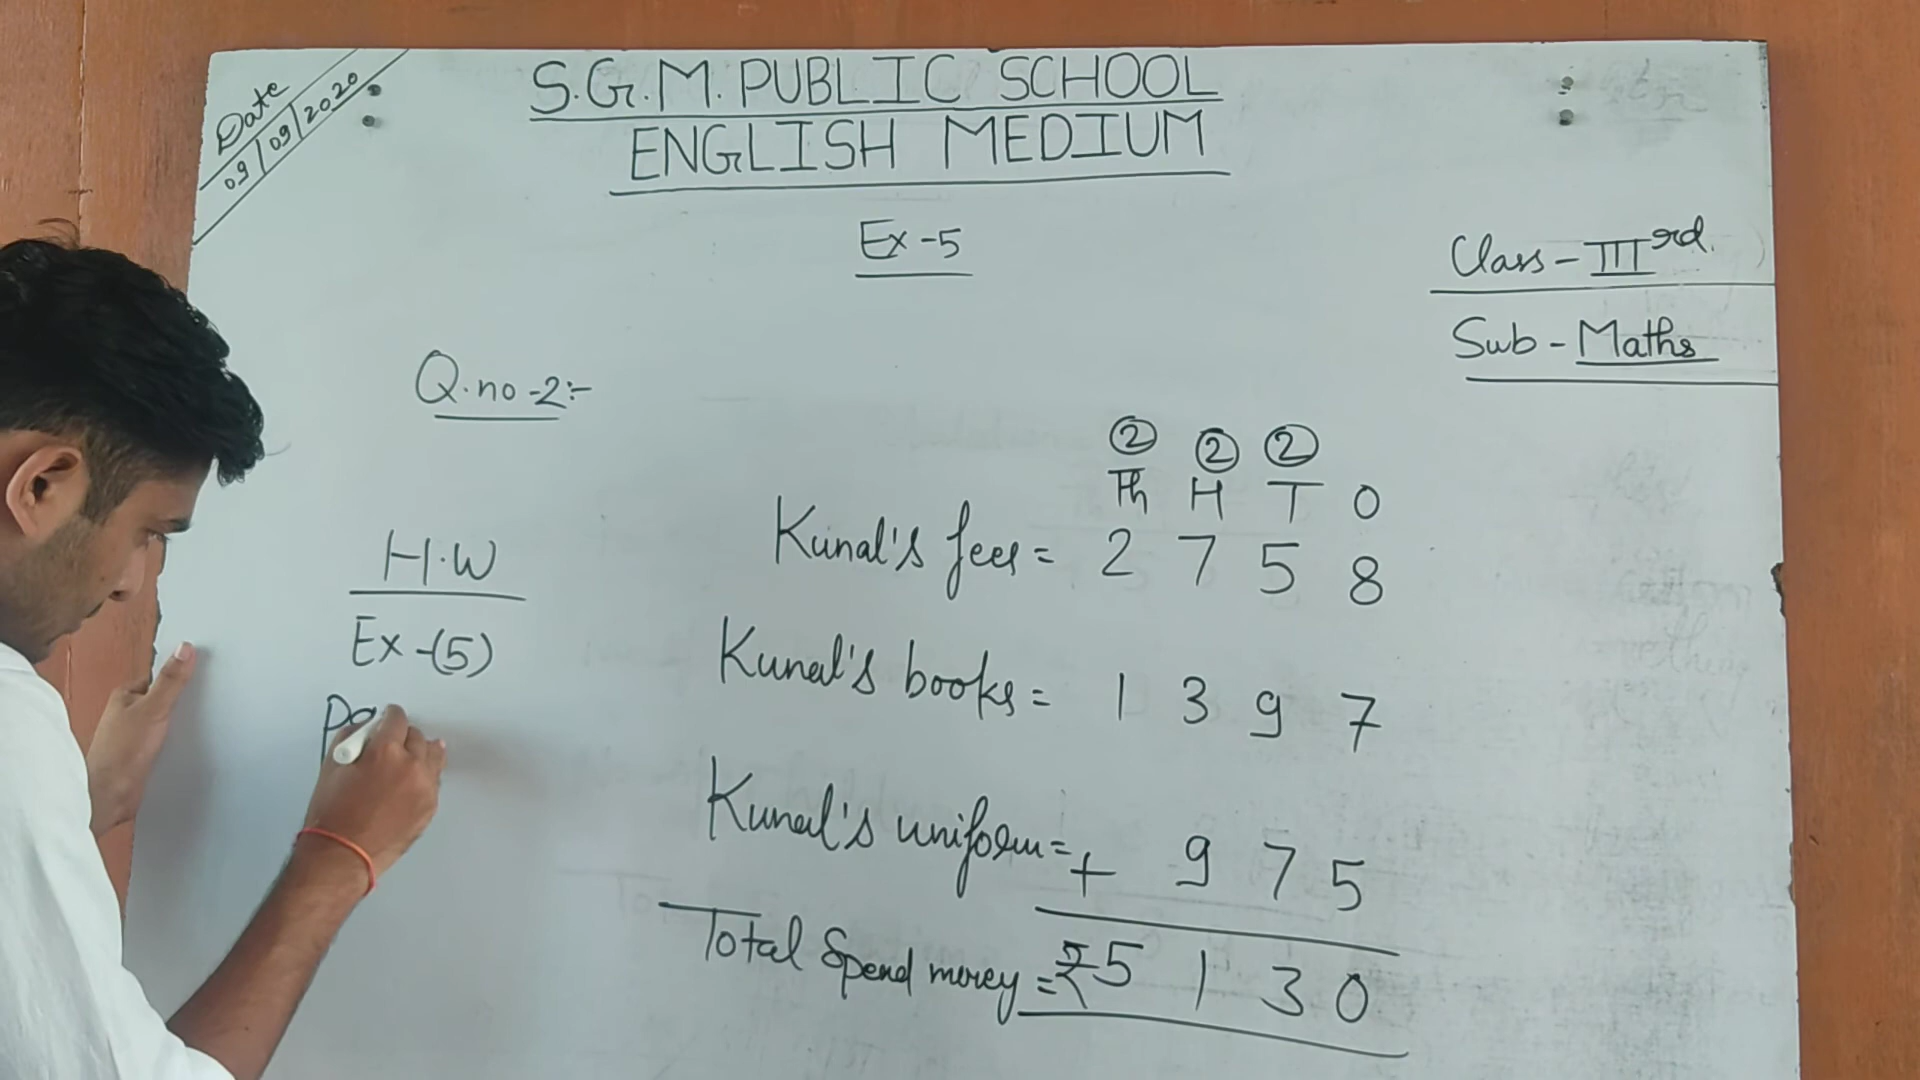 Date
09/09/2020
S.G.M. PUBLIC SCHOOL
ENGLISH MEDIUM
Ex-5
Class-III rd.
Sub-Maths
Q.no-2:-
② ② ②
Th H T O
Kunal's fees = 2 7 5 8
Kunal's books = 1 3 9 7
Kunal's uniform = + 9 7 5
Total Spend money = ₹5 1 3 0
H.W
Ex-(5)